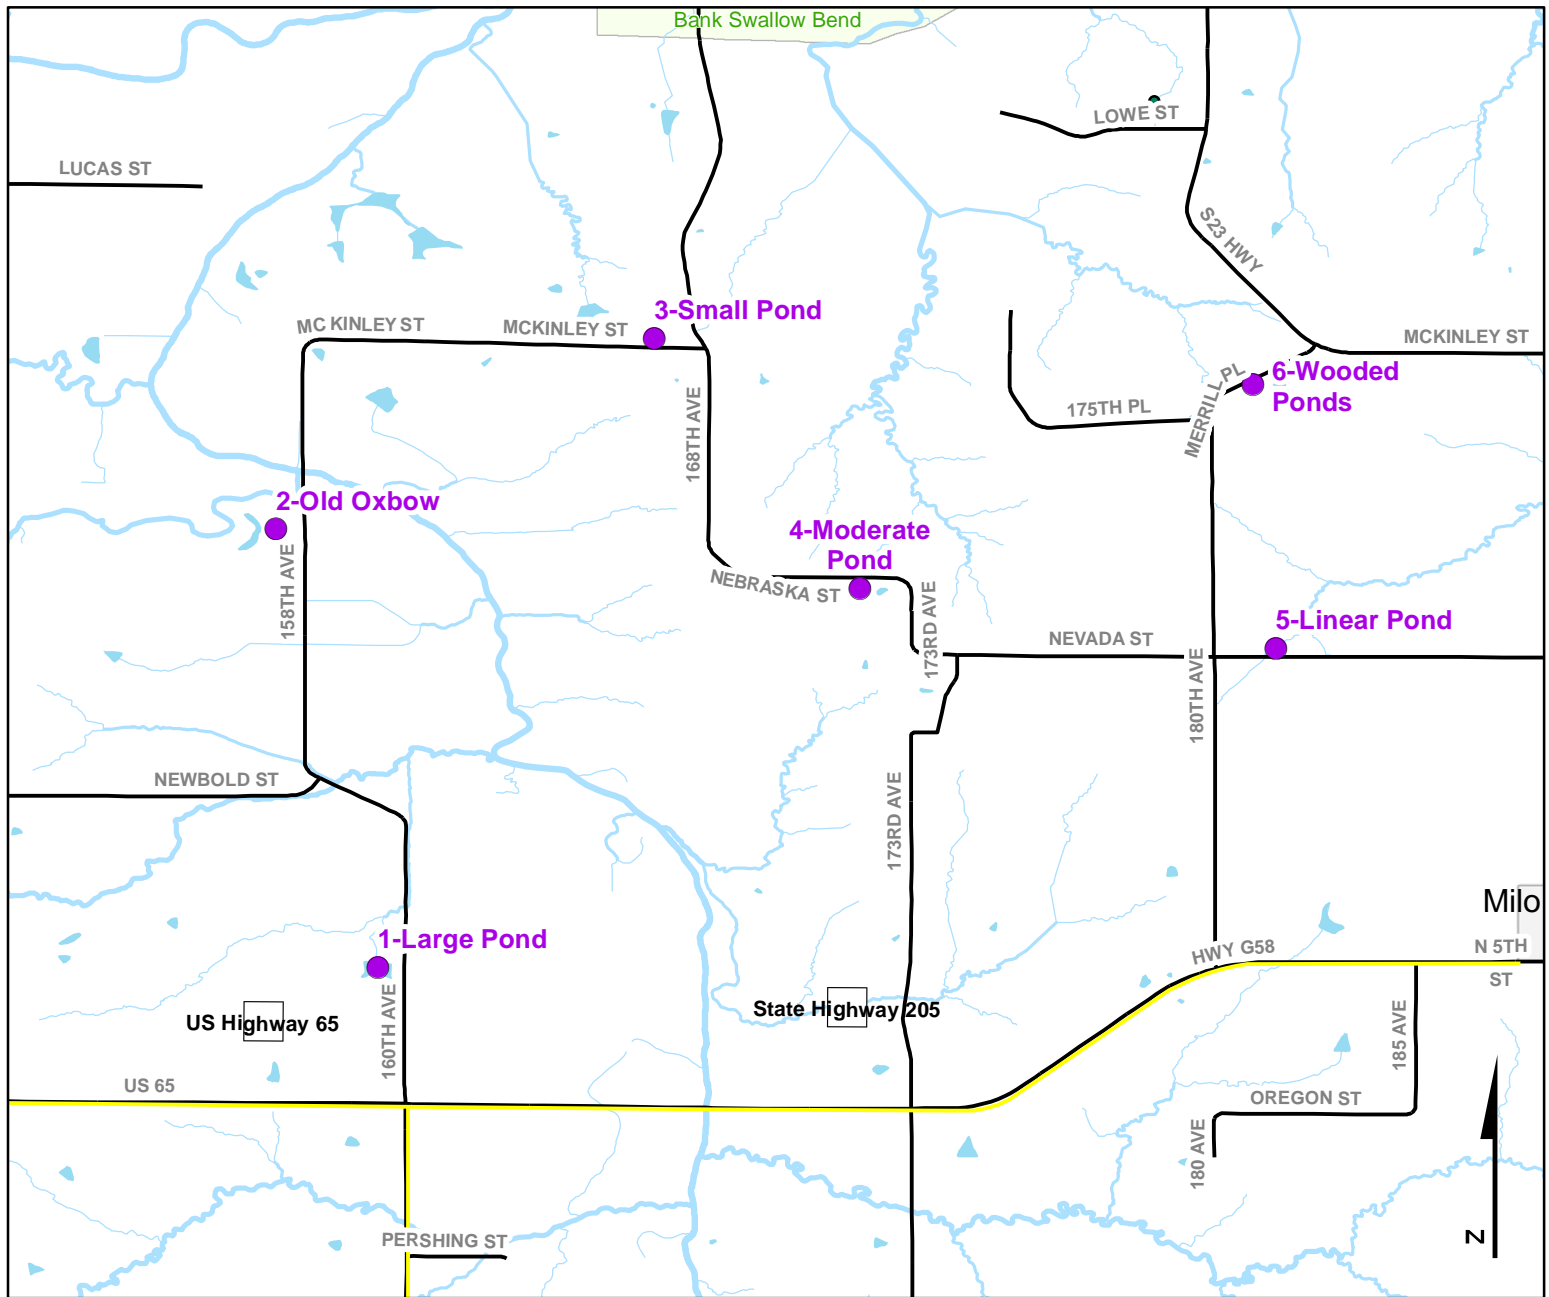 Bank Swallow Bend
LOWE ST
LUCAS ST
S23 HWY
3-Small Pond
MC KINLEY ST
MCKINLEY ST
MCKINLEY ST
6-Wooded
Ponds
MERRILL PL
175TH PL
168TH AVE
2-Old Oxbow
4-Moderate
Pond
158TH AVE
NEBRASKA ST
173RD AVE
5-Linear Pond
NEVADA ST
180TH AVE
NEWBOLD ST
173RD AVE
Milo
1-Large Pond
HWY G58
N 5TH
ST
State Highway 205
US Highway 65
160TH AVE
185 AVE
US 65
OREGON ST
180 AVE
PERSHING ST
N